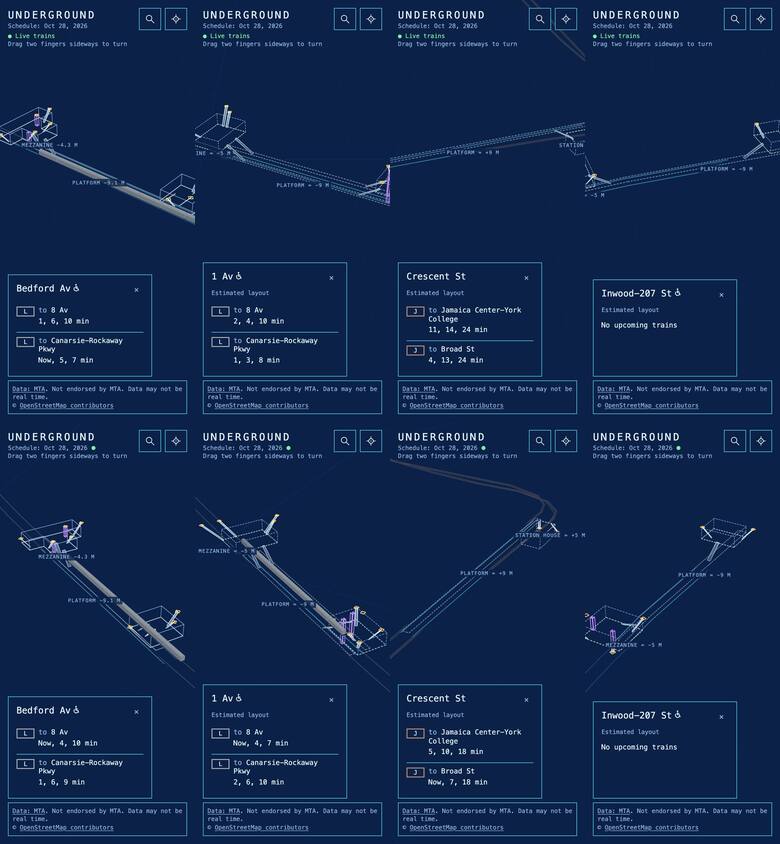 UNDERGROUND
Schedule: Oct 28, 2026
● Live trains
Drag two fingers sideways to turn
MEZZANINE −4.3 M
PLATFORM −9.1 M
Bedford Av ♿ ×
L to 8 Av
1, 6, 10 min
L to Canarsie–Rockaway
Pkwy
Now, 5, 7 min
Data: MTA. Not endorsed by MTA. Data may not be
real time.
© OpenStreetMap contributors
UNDERGROUND
Schedule: Oct 28, 2026
● Live trains
Drag two fingers sideways to turn
INE ≈ −5 M
PLATFORM ≈ −9 M
1 Av ♿ ×
Estimated layout
L to 8 Av
2, 4, 10 min
L to Canarsie–Rockaway
Pkwy
1, 3, 8 min
Data: MTA. Not endorsed by MTA. Data may not be
real time.
© OpenStreetMap contributors
UNDERGROUND
Schedule: Oct 28, 2026
● Live trains
Drag two fingers sideways to turn
PLATFORM ≈ +9 M
STATION
Crescent St ×
Estimated layout
J to Jamaica Center–York
College
11, 14, 24 min
J to Broad St
4, 13, 24 min
Data: MTA. Not endorsed by MTA. Data may not be
real time.
© OpenStreetMap contributors
UNDERGROUND
Schedule: Oct 28, 2026
● Live trains
Drag two fingers sideways to turn
PLATFORM ≈ −9 M
≈ −5 M
Inwood–207 St ♿ ×
Estimated layout
No upcoming trains
Data: MTA. Not endorsed by MTA. Data may not be
real time.
© OpenStreetMap contributors
UNDERGROUND
Schedule: Oct 28, 2026 ●
Drag two fingers sideways to turn
MEZZANINE −4.3 M
PLATFORM −9.1 M
Bedford Av ♿ ×
L to 8 Av
Now, 4, 10 min
L to Canarsie–Rockaway
Pkwy
1, 6, 9 min
Data: MTA. Not endorsed by MTA. Data may not be
real time.
© OpenStreetMap contributors
UNDERGROUND
Schedule: Oct 28, 2026 ●
Drag two fingers sideways to turn
MEZZANINE ≈ −5 M
PLATFORM ≈ −9 M
1 Av ♿ ×
Estimated layout
L to 8 Av
Now, 4, 7 min
L to Canarsie–Rockaway
Pkwy
2, 6, 10 min
Data: MTA. Not endorsed by MTA. Data may not be
real time.
© OpenStreetMap contributors
UNDERGROUND
Schedule: Oct 28, 2026 ●
Drag two fingers sideways to turn
STATION HOUSE ≈ +5 M
PLATFORM ≈ +9 M
Crescent St ×
Estimated layout
J to Jamaica Center–York
College
5, 10, 18 min
J to Broad St
Now, 7, 18 min
Data: MTA. Not endorsed by MTA. Data may not be
real time.
© OpenStreetMap contributors
UNDERGROUND
Schedule: Oct 28, 2026 ●
Drag two fingers sideways to turn
PLATFORM ≈ −9 M
MEZZANINE ≈ −5 M
Inwood–207 St ♿ ×
Estimated layout
No upcoming trains
Data: MTA. Not endorsed by MTA. Data may not be
real time.
© OpenStreetMap contributors